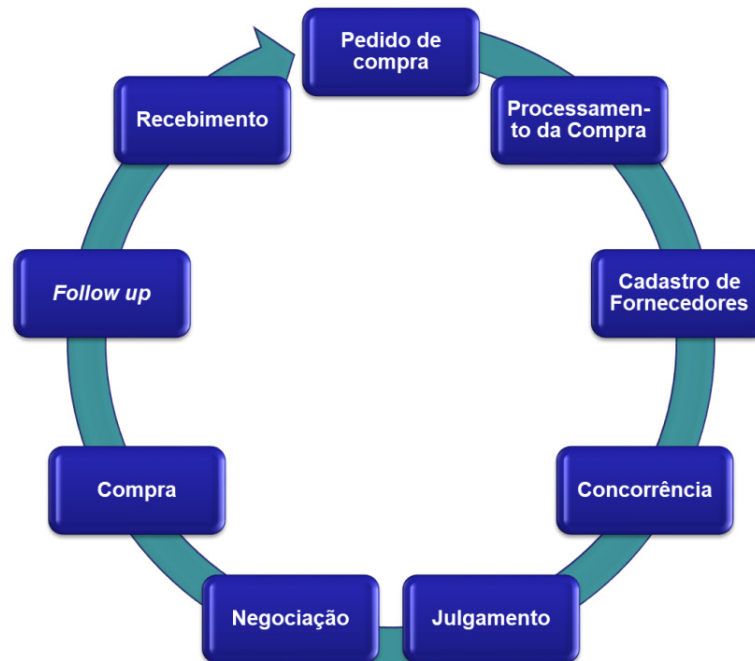 Pedido de
compra
Processamen-
to da Compra
Cadastro de
Fornecedores
Concorrência
Julgamento
Negociação
Compra
Follow up
Recebimento